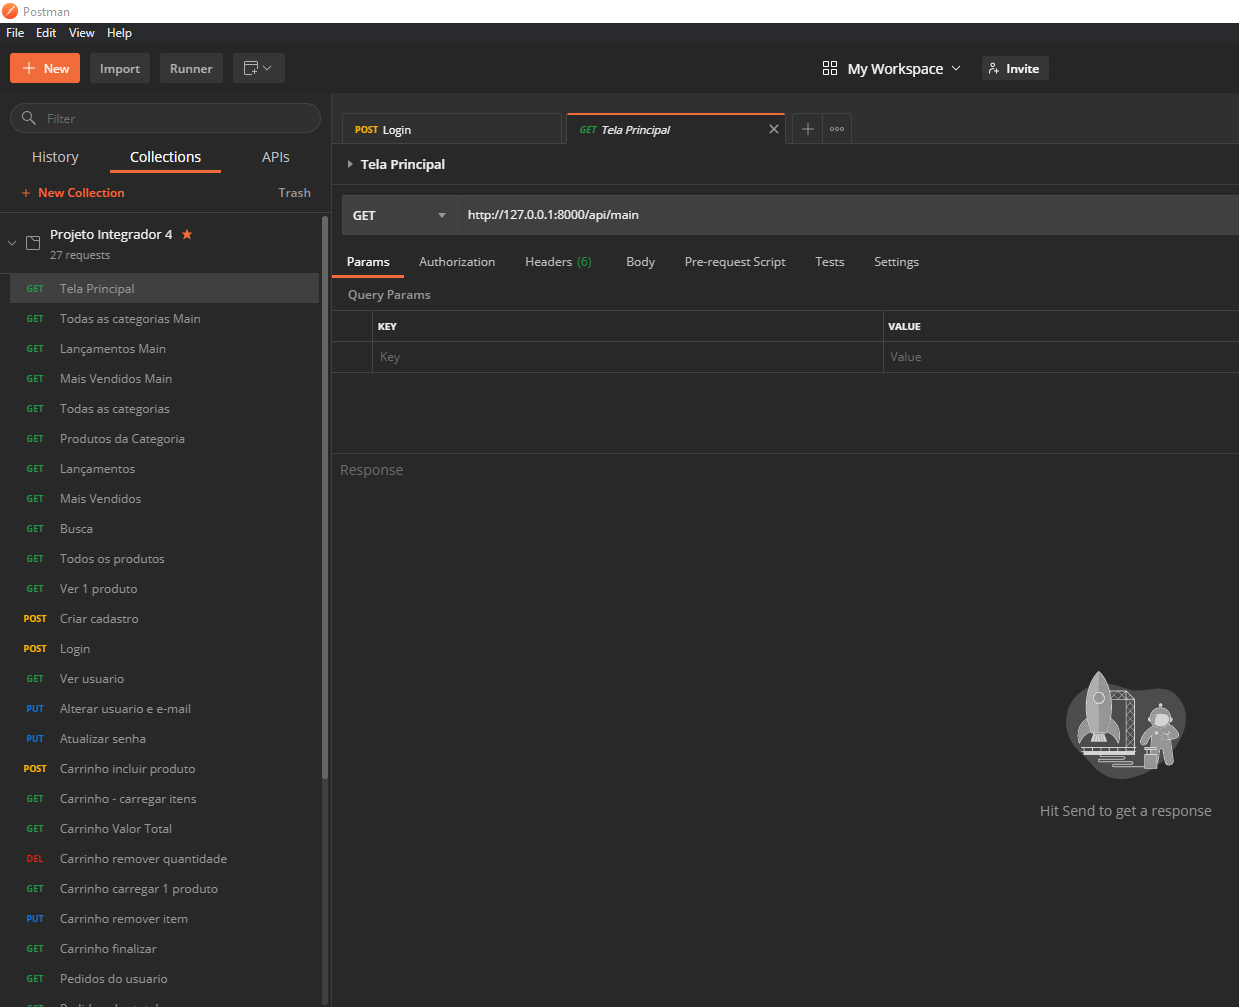 Postman
File Edit View Help
New Import Runner My Workspace Invite
Filter
History Collections APIs
+ New Collection Trash
Projeto Integrador 4
27 requests
GET Tela Principal
GET Todas as categorias Main
GET Lançamentos Main
GET Mais Vendidos Main
GET Todas as categorias
GET Produtos da Categoria
GET Lançamentos
GET Mais Vendidos
GET Busca
GET Todos os produtos
GET Ver 1 produto
POST Criar cadastro
POST Login
GET Ver usuario
PUT Alterar usuario e e-mail
PUT Atualizar senha
POST Carrinho incluir produto
GET Carrinho - carregar itens
GET Carrinho Valor Total
DEL Carrinho remover quantidade
GET Carrinho carregar 1 produto
PUT Carrinho remover item
GET Carrinho finalizar
GET Pedidos do usuario
POST Login
GET Tela Principal
Tela Principal
GET http://127.0.0.1:8000/api/main
Params Authorization Headers (6) Body Pre-request Script Tests Settings
Query Params
KEY VALUE
Key Value
Response
Hit Send to get a response